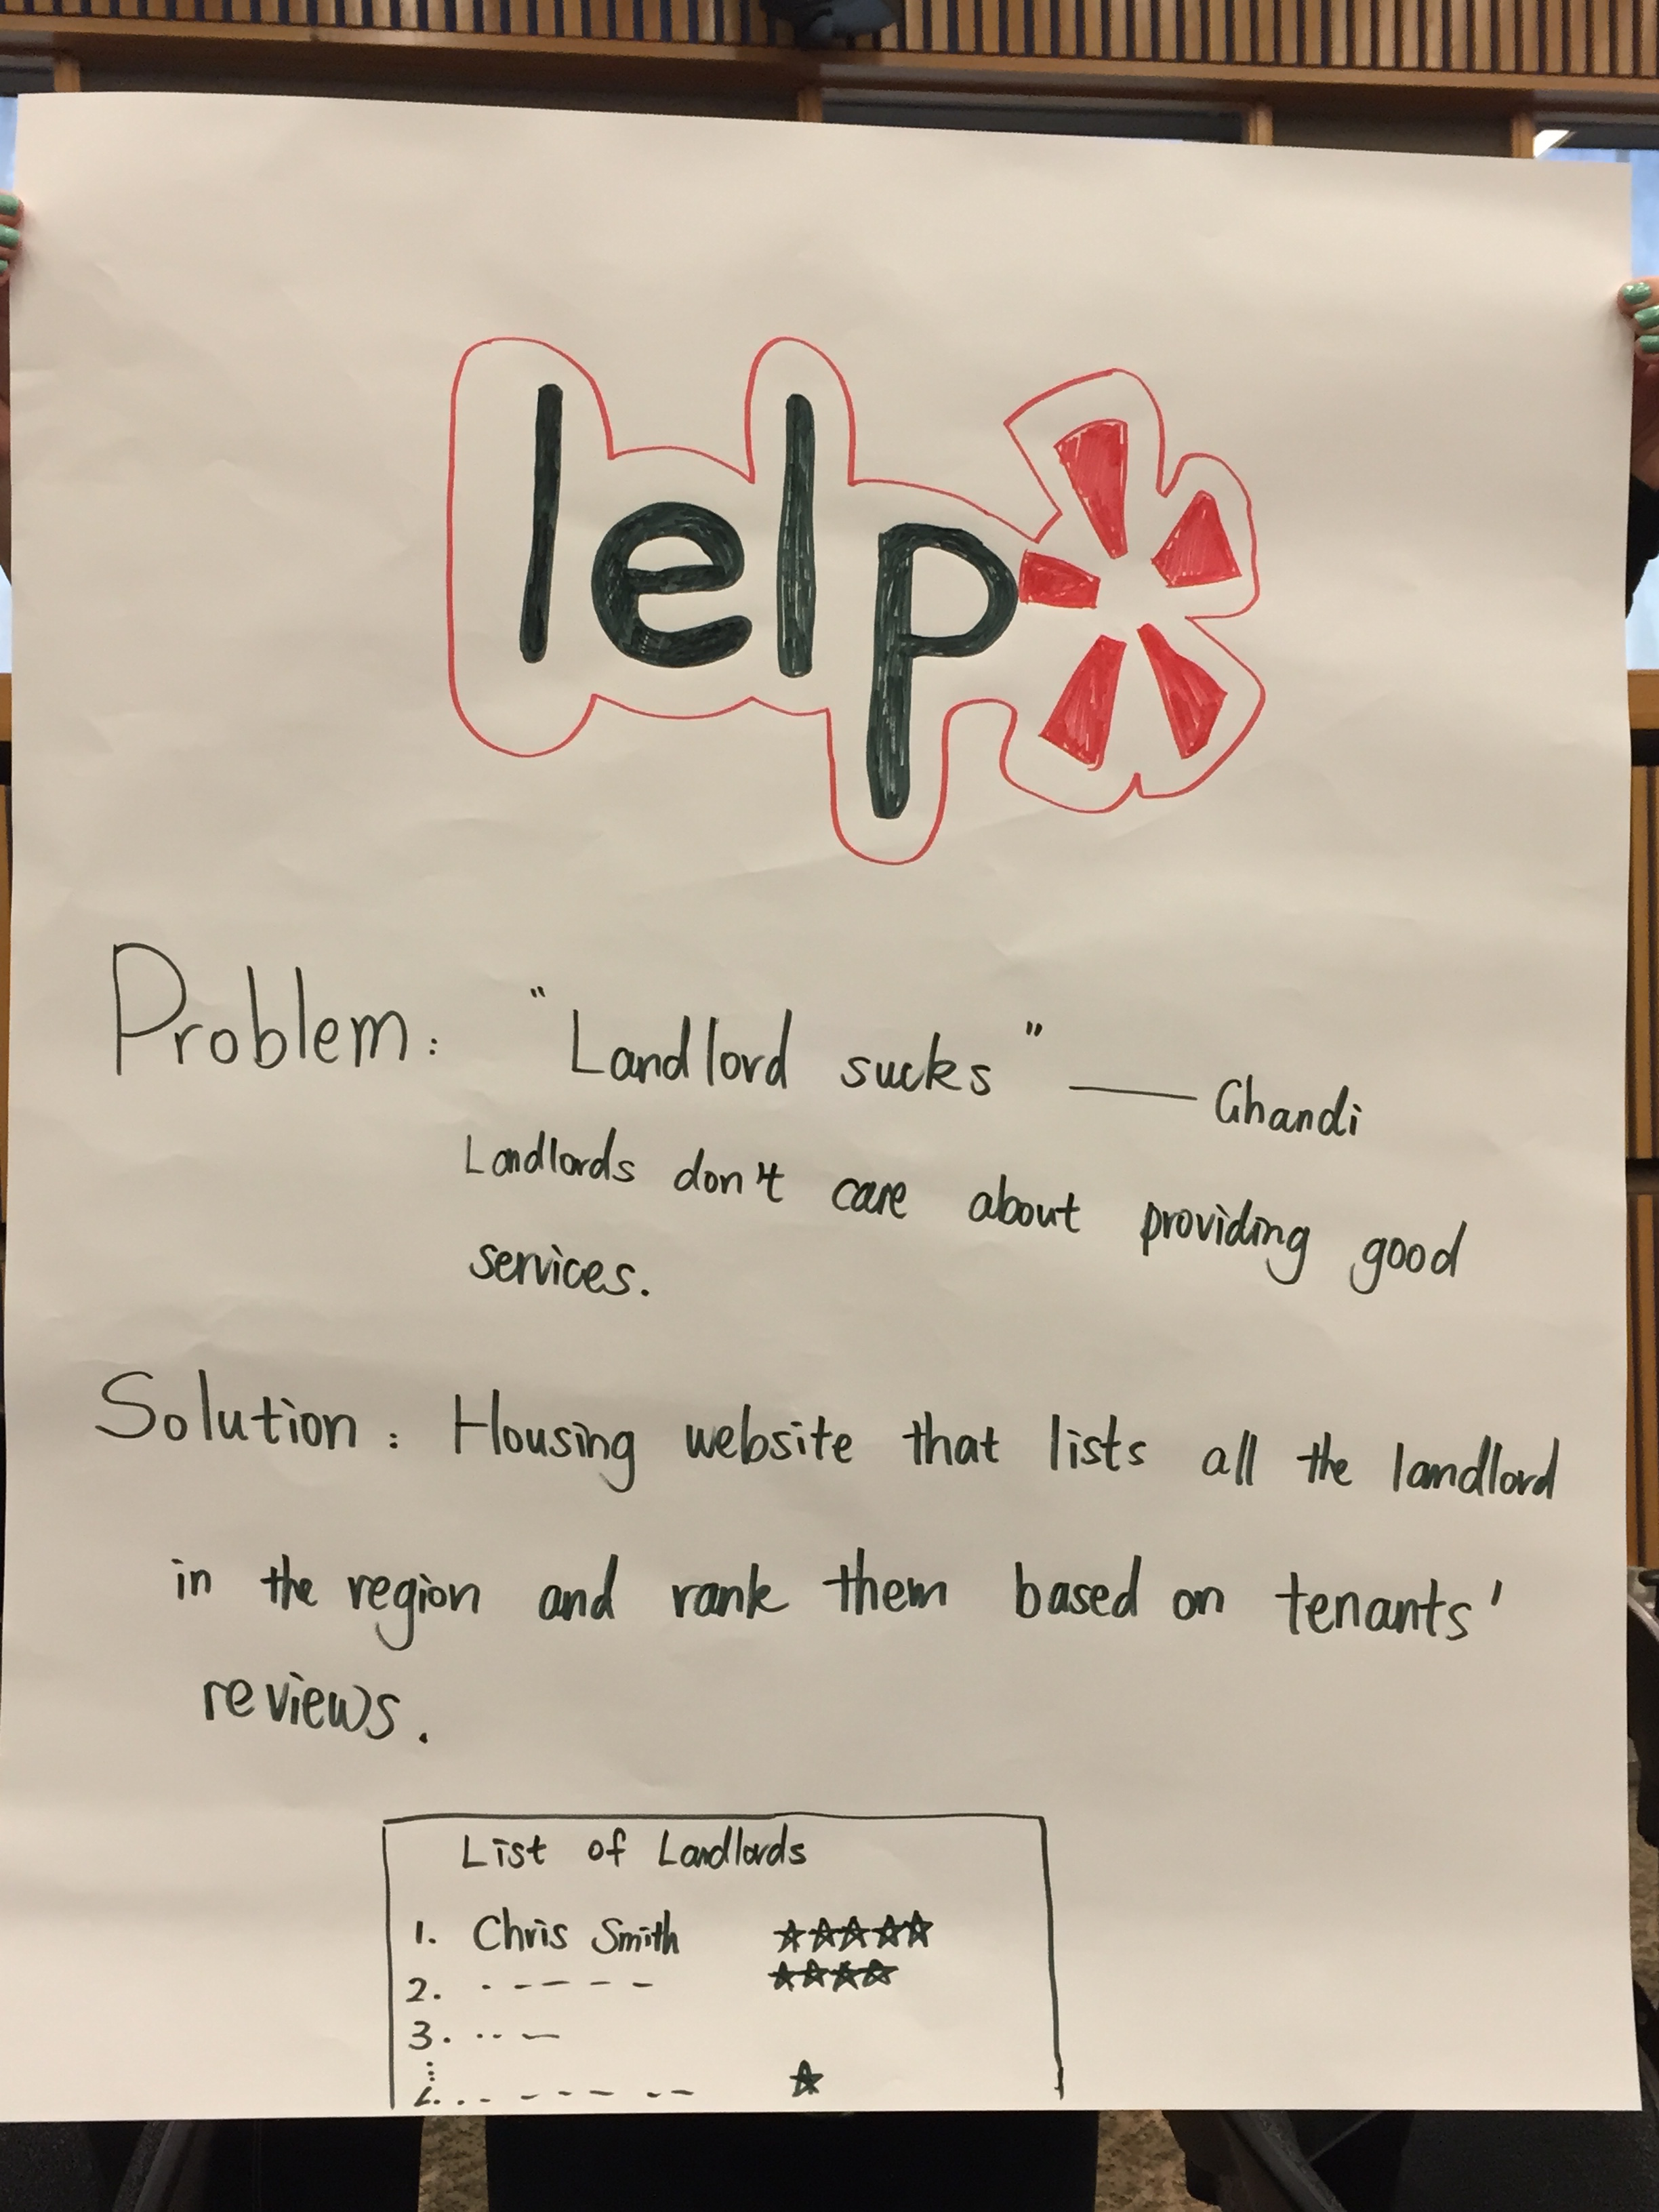 lelp
Problem: "Landlord sucks" — Ghandi
Landlords don't care about providing good
services.
Solution: Housing website that lists all the landlord
in the region and rank them based on tenants'
reviews.
List of Landlords
1. Chris Smith ★★★★★
2. - - - - - ★★★★
3. - - -
⋮
- - - - - - ★